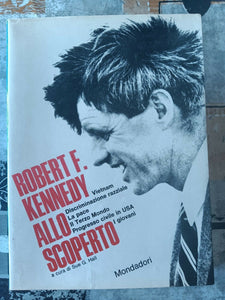 ROBERT F.
KENNEDY
ALLO
SCOPERTO
Vietnam
Discriminazione razziale
La pace
Il Terzo Mondo
Progresso civile in USA
I giovani
a cura di Sue G. Hall
Mondadori